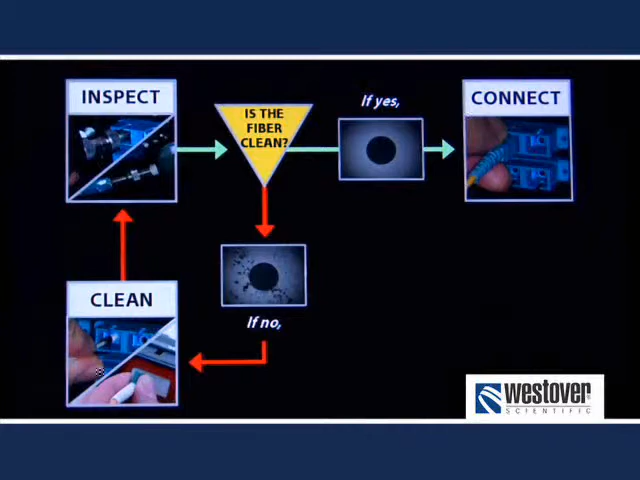 INSPECT
IS THE
FIBER
CLEAN?
If yes,
CONNECT
CLEAN
If no,
westover
SCIENTIFIC